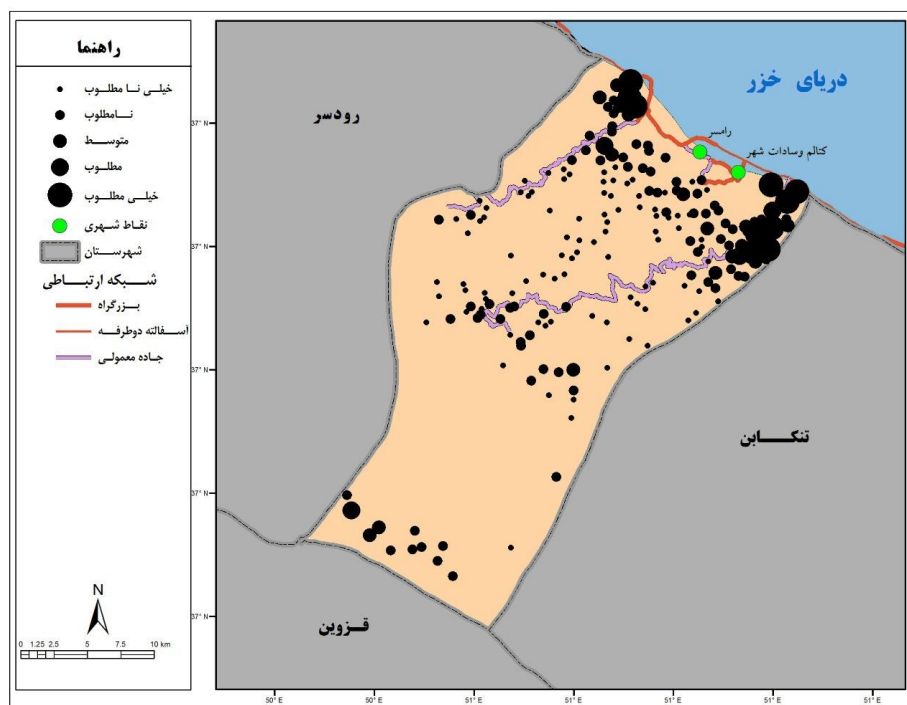 راهنما
خیلی نا مطلوب
نامطلوب
متوسط
مطلوب
خیلی مطلوب
نقاط شهری
شهرستان
شبکه ارتباطی
بزرگراه
آسفالته دوطرفه
جاده معمولی
N
0 1.25 2.5 5 7.5 10 km
دریای خزر
رودسر
رامسر
کتالم وسادات شهر
تنکابن
قزوین
37° N
37° N
37° N
37° N
37° N
50° E 50° E 51° E 51° E 51° E 51° E 51° E